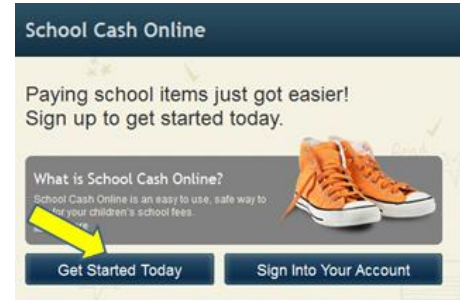 School Cash Online
Paying school items just got easier!
Sign up to get started today.
What is School Cash Online?
School Cash Online is an easy to use, safe way to
for your children's school fees.
Get Started Today
Sign Into Your Account